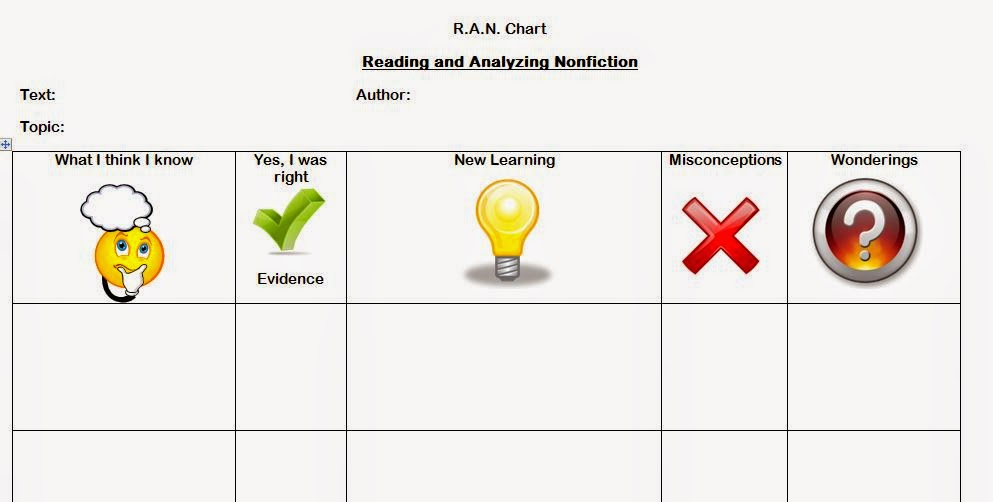 R.A.N. Chart
Reading and Analyzing Nonfiction
Text: Author:
Topic:
What I think I know
Yes, I was
right
Evidence
New Learning
Misconceptions
Wonderings
?